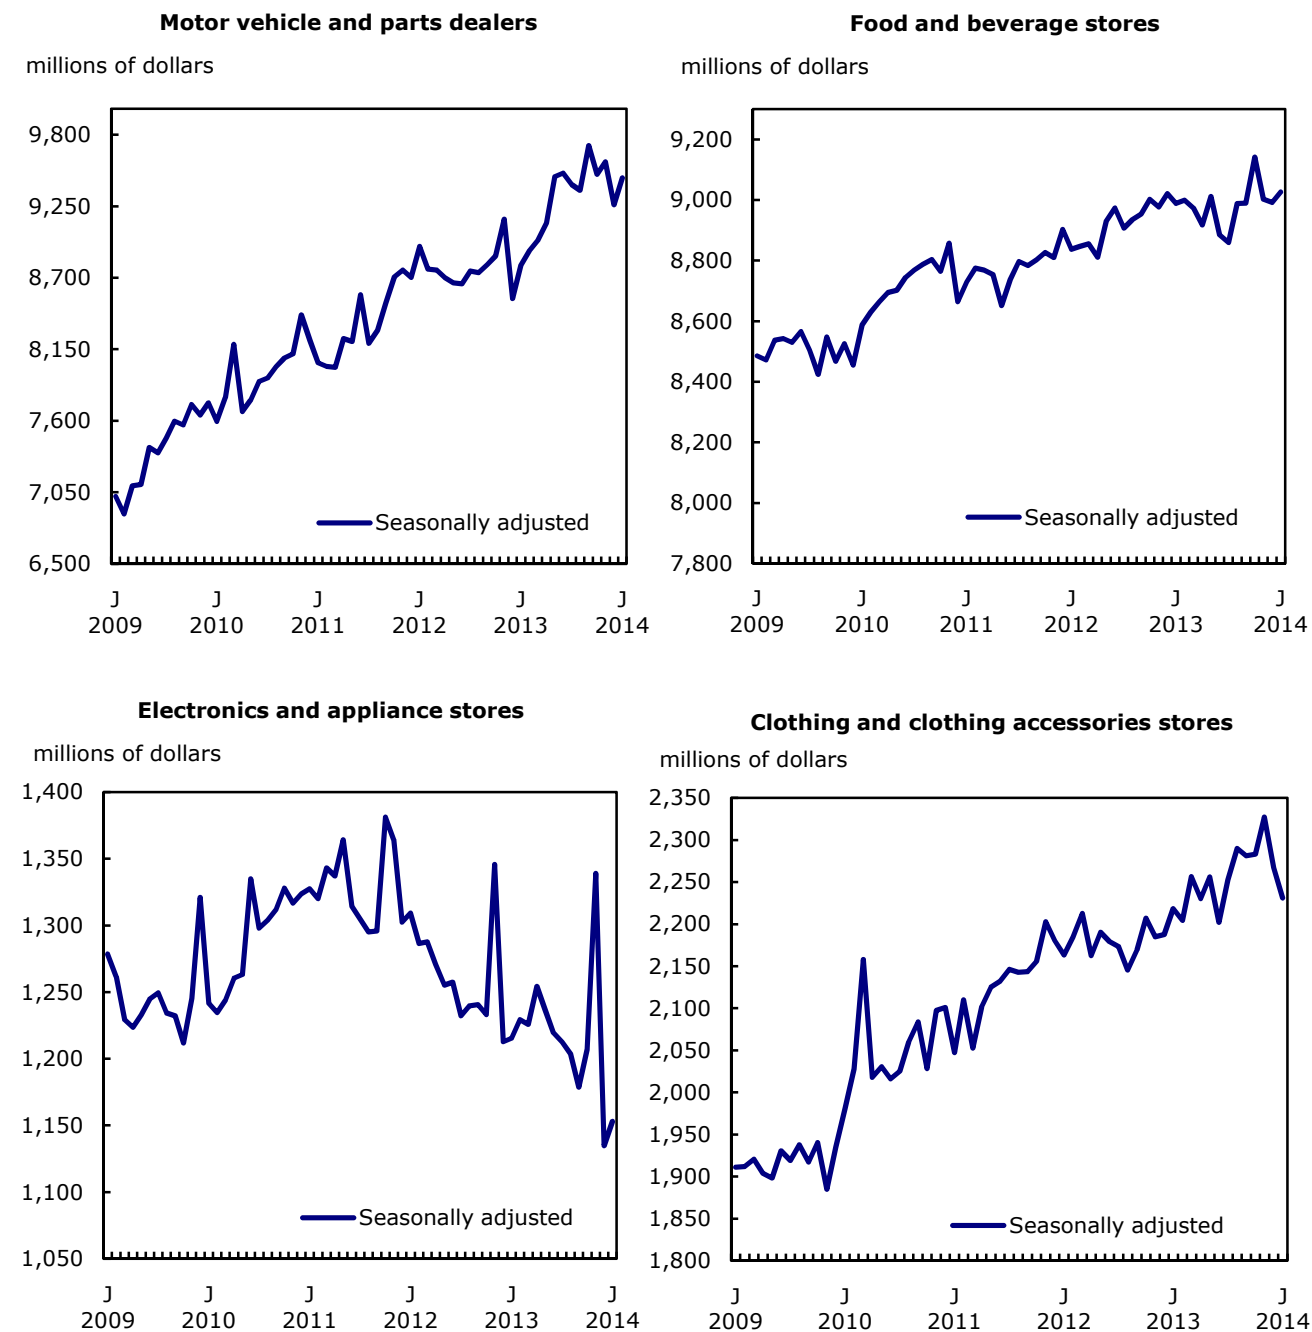 Motor vehicle and parts dealers
millions of dollars
9,800
9,250
8,700
8,150
7,600
7,050
6,500
Seasonally adjusted
J J J J J J
2009 2010 2011 2012 2013 2014
Food and beverage stores
millions of dollars
9,200
9,000
8,800
8,600
8,400
8,200
8,000
7,800
Seasonally adjusted
J J J J J J
2009 2010 2011 2012 2013 2014
Electronics and appliance stores
millions of dollars
1,400
1,350
1,300
1,250
1,200
1,150
1,100
1,050
Seasonally adjusted
J J J J J J
2009 2010 2011 2012 2013 2014
Clothing and clothing accessories stores
millions of dollars
2,350
2,300
2,250
2,200
2,150
2,100
2,050
2,000
1,950
1,900
1,850
1,800
Seasonally adjusted
J J J J J J
2009 2010 2011 2012 2013 2014